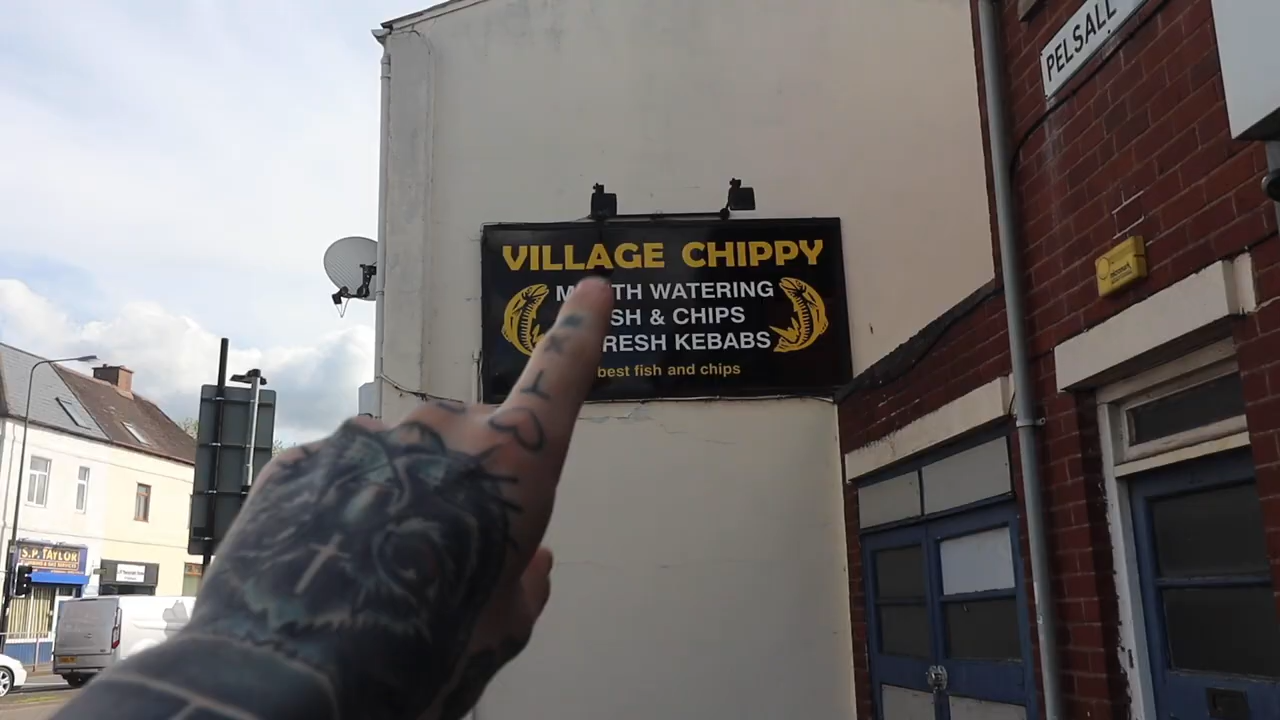 PELSALL
VILLAGE CHIPPY
WATERING
& CHIPS
KEBABS
best fish and chips
S.P. TAYLOR